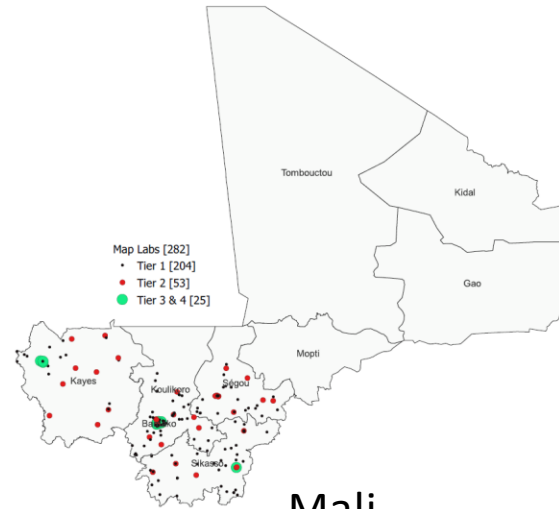 Tombouctou
Kidal
Map Labs [282]
Tier 1 [204]
Tier 2 [53]
Tier 3 & 4 [25]
Gao
Mopti
Kayes
Koulikoro
Ségou
Bamako
Sikasso
Mali